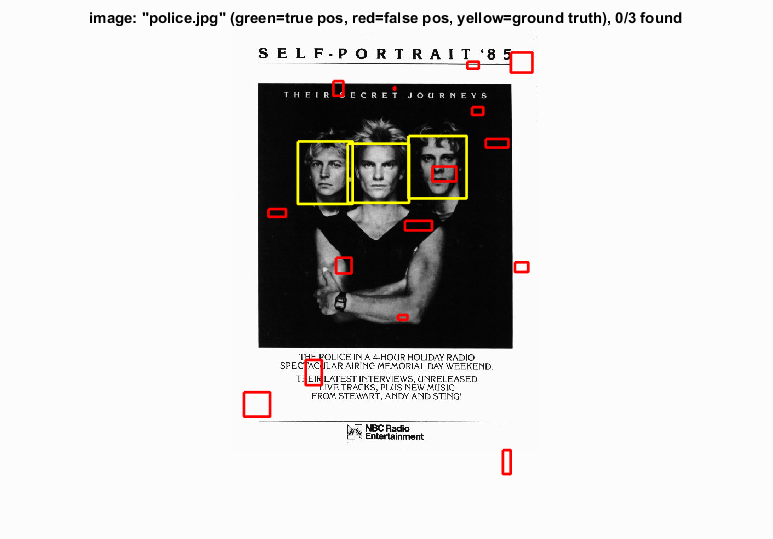 image: "police.jpg" (green=true pos, red=false pos, yellow=ground truth), 0/3 found
SELF-PORTRAIT '85
THEIR SECRET JOURNEYS
THE POLICE IN A 4-HOUR HOLIDAY RADIO
SPECTACULAR AIRING MEMORIAL DAY WEEKEND.
THEIR LATEST INTERVIEWS, UNRELEASED
LIVE TRACKS, PLUS NEW MUSIC
FROM STEWART, ANDY AND STING!
NBC Radio
Entertainment